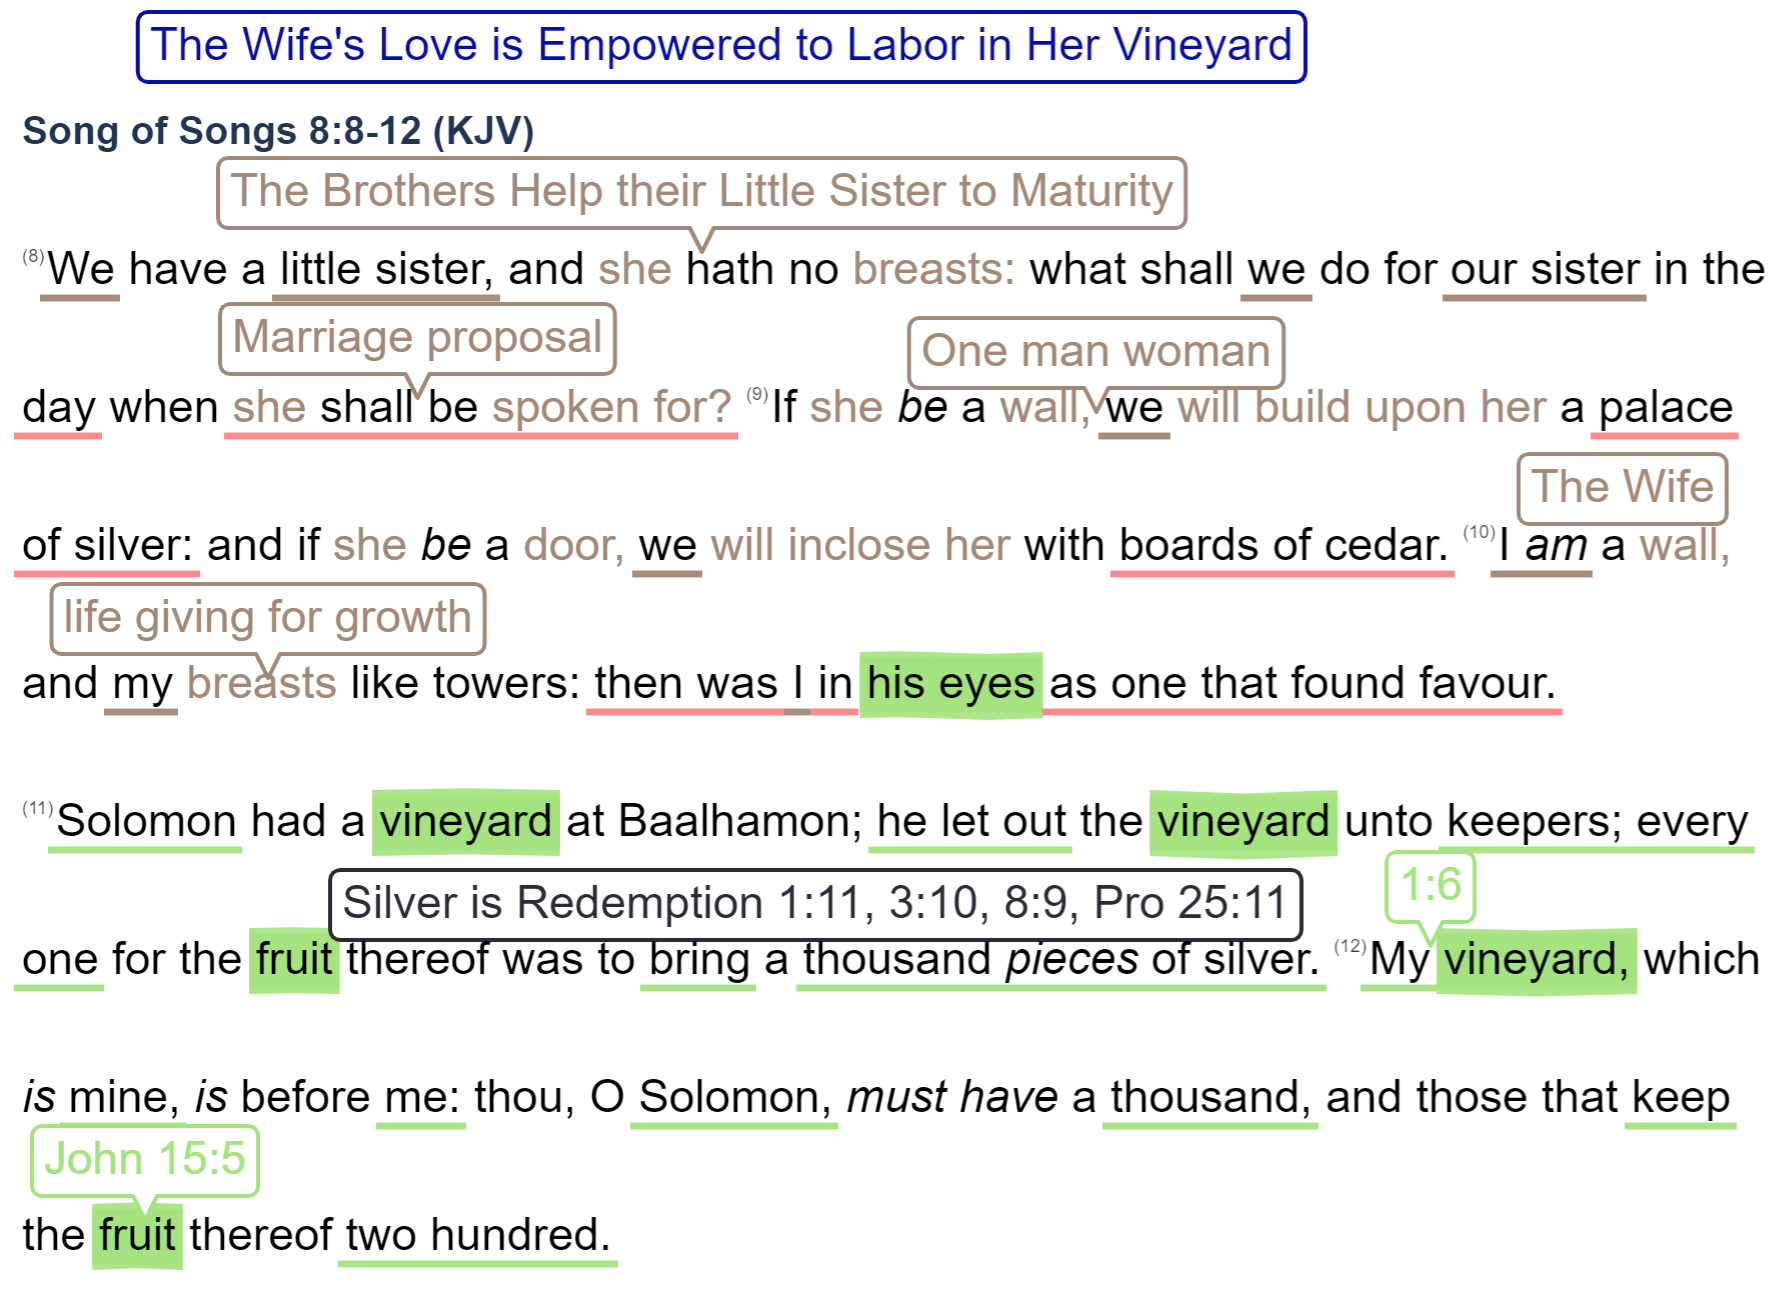 The Wife's Love is Empowered to Labor in Her Vineyard
Song of Songs 8:8-12 (KJV)
The Brothers Help their Little Sister to Maturity
(8)We have a little sister, and she hath no breasts: what shall we do for our sister in the
Marriage proposal
One man woman
day when she shall be spoken for? (9)If she be a wall, we will build upon her a palace
The Wife
of silver: and if she be a door, we will inclose her with boards of cedar. (10)I am a wall,
life giving for growth
and my breasts like towers: then was I in his eyes as one that found favour.
(11)Solomon had a vineyard at Baalhamon; he let out the vineyard unto keepers; every
Silver is Redemption 1:11, 3:10, 8:9, Pro 25:11
1:6
one for the fruit thereof was to bring a thousand pieces of silver. (12)My vineyard, which
is mine, is before me: thou, O Solomon, must have a thousand, and those that keep
John 15:5
the fruit thereof two hundred.